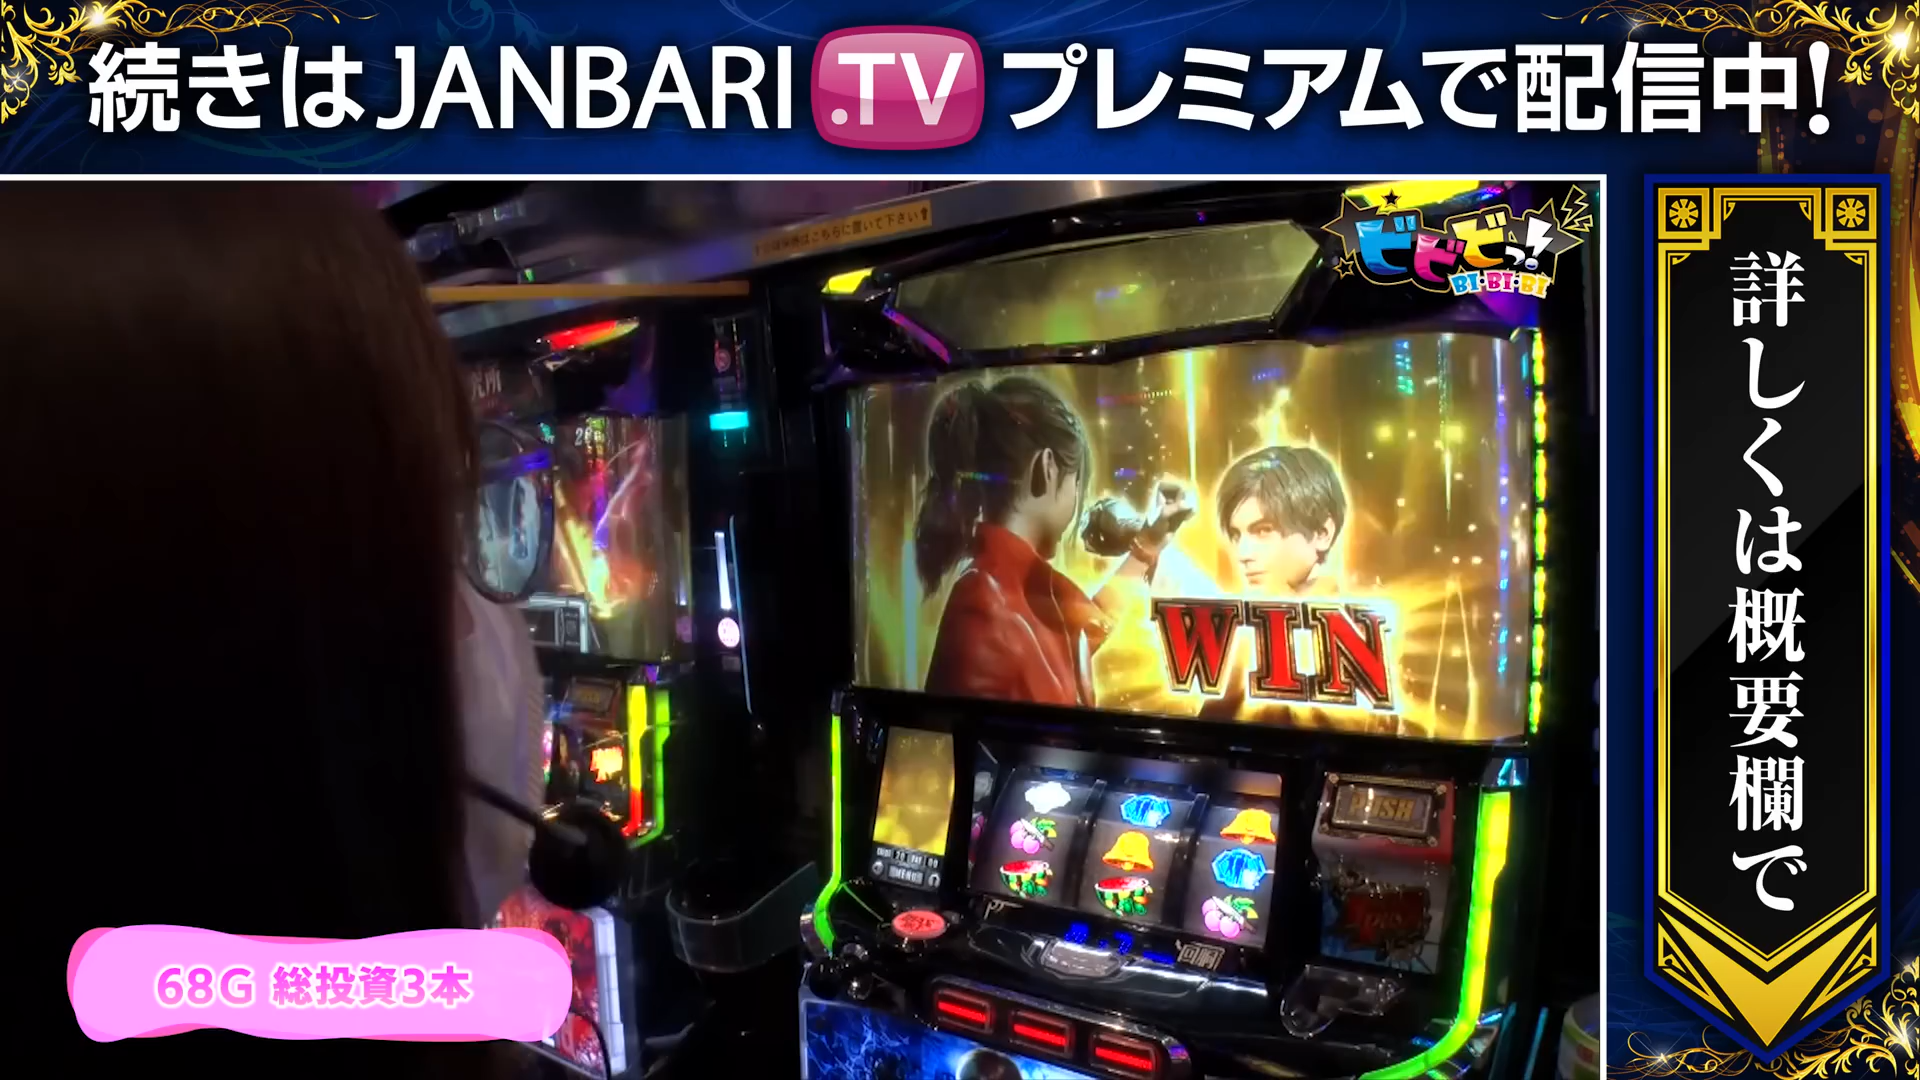 続きはJANBARI.TVプレミアムで配信中!
ビビビっ!
BI・BI・BI
詳しくは概要欄で
WIN
PUSH
MENU
68G 総投資3本